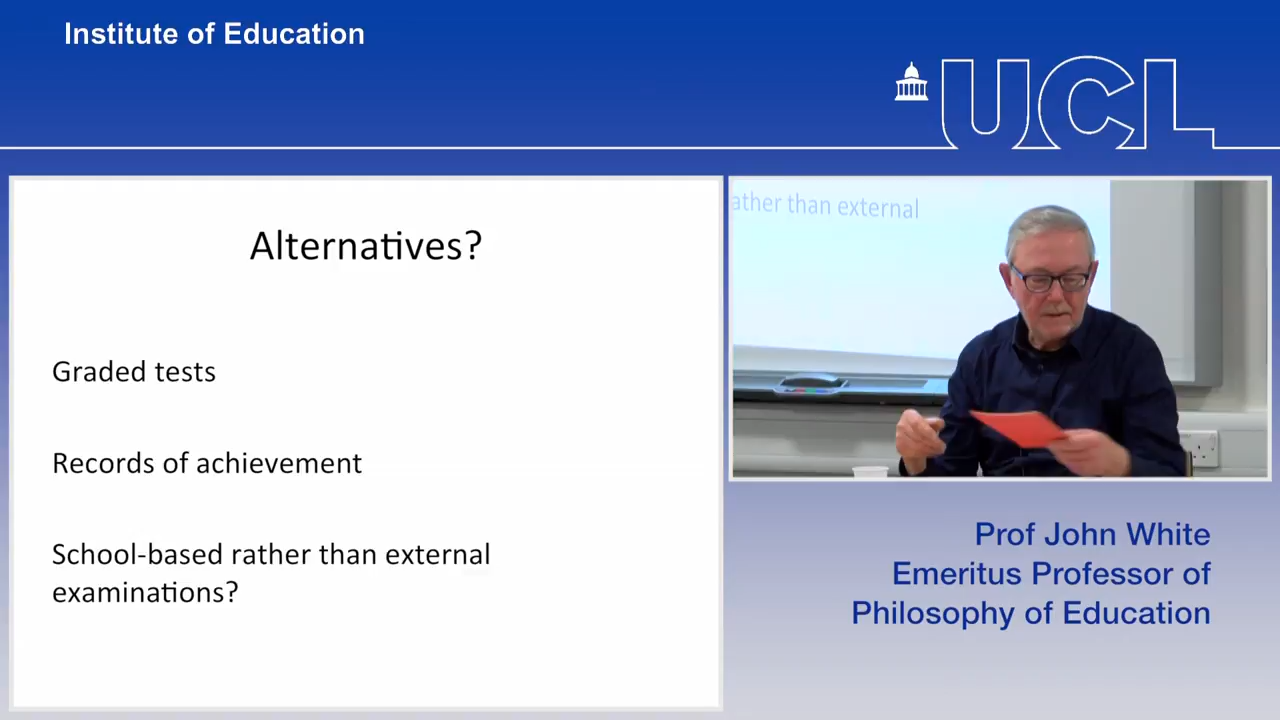 Institute of Education
UCL
Alternatives?
Graded tests
Records of achievement
School-based rather than external
examinations?
ather than external
Prof John White
Emeritus Professor of
Philosophy of Education